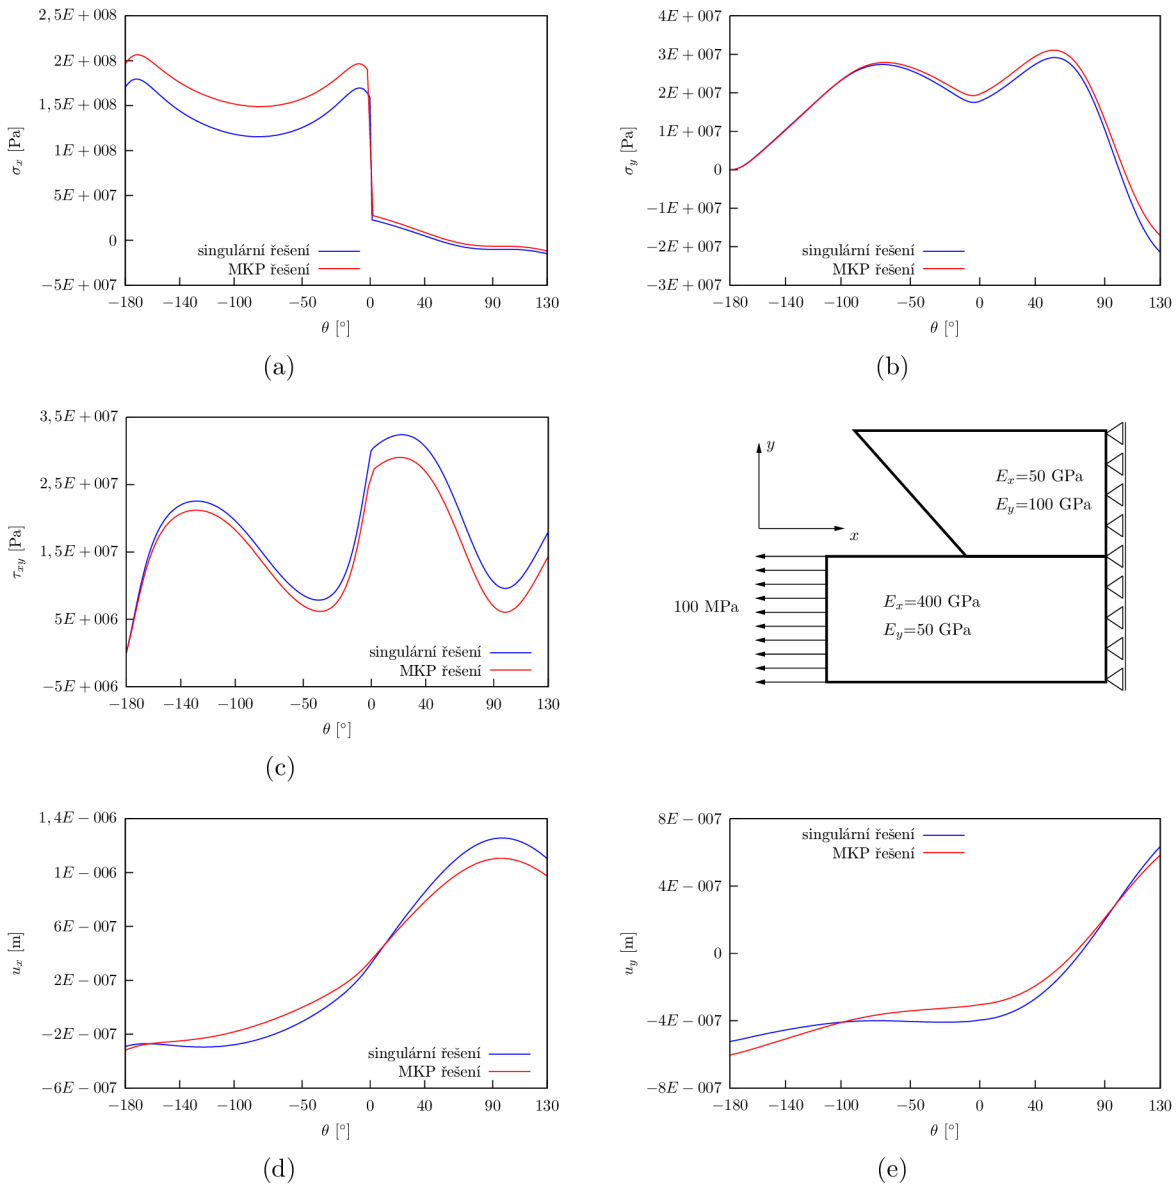 2,5E + 008
2E + 008
1,5E + 008
1E + 008
5E + 007
0
−5E + 007
σx [Pa]
singulární řešení
MKP řešení
−180 −140 −100 −50 0 40 90 130
θ [°]
(a)
4E + 007
3E + 007
2E + 007
1E + 007
0
−1E + 007
−2E + 007
−3E + 007
σy [Pa]
singulární řešení
MKP řešení
−180 −140 −100 −50 0 40 90 130
θ [°]
(b)
3,5E + 007
2,5E + 007
1,5E + 007
5E + 006
−5E + 006
τxy [Pa]
singulární řešení
MKP řešení
−180 −140 −100 −50 0 40 90 130
θ [°]
(c)
y
x
Ex=50 GPa
Ey=100 GPa
100 MPa
Ex=400 GPa
Ey=50 GPa
1,4E − 006
1E − 006
6E − 007
2E − 007
−2E − 007
−6E − 007
ux [m]
singulární řešení
MKP řešení
−180 −140 −100 −50 0 40 90 130
θ [°]
(d)
8E − 007
4E − 007
0
−4E − 007
−8E − 007
uy [m]
singulární řešení
MKP řešení
−180 −140 −100 −50 0 40 90 130
θ [°]
(e)